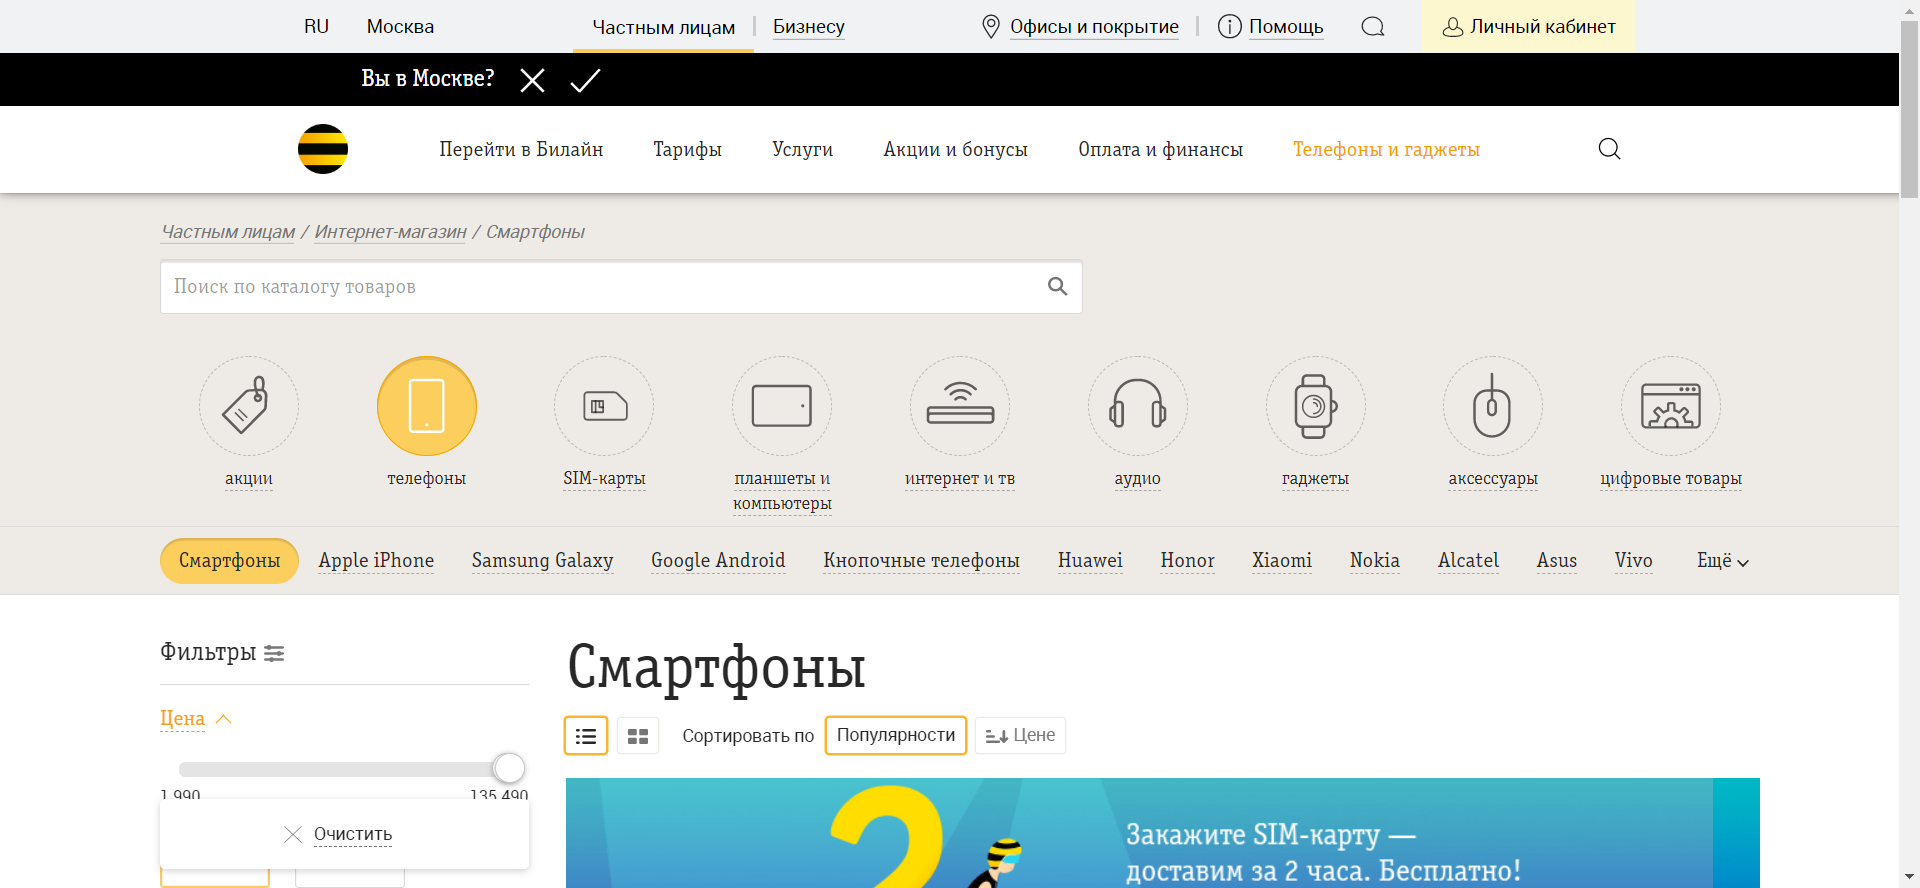 RU Москва Частным лицам Бизнесу Офисы и покрытие Помощь Личный кабинет
Вы в Москве?
Перейти в Билайн Тарифы Услуги Акции и бонусы Оплата и финансы Телефоны и гаджеты
Частным лицам / Интернет-магазин / Смартфоны
Поиск по каталогу товаров
акции телефоны SIM-карты планшеты и компьютеры интернет и тв аудио гаджеты аксессуары цифровые товары
Смартфоны Apple iPhone Samsung Galaxy Google Android Кнопочные телефоны Huawei Honor Xiaomi Nokia Alcatel Asus Vivo Ещё
Фильтры
Смартфоны
Цена
Сортировать по Популярности Цене
1 990 135 490
Очистить
2
Закажите SIM-карту —
доставим за 2 часа. Бесплатно!